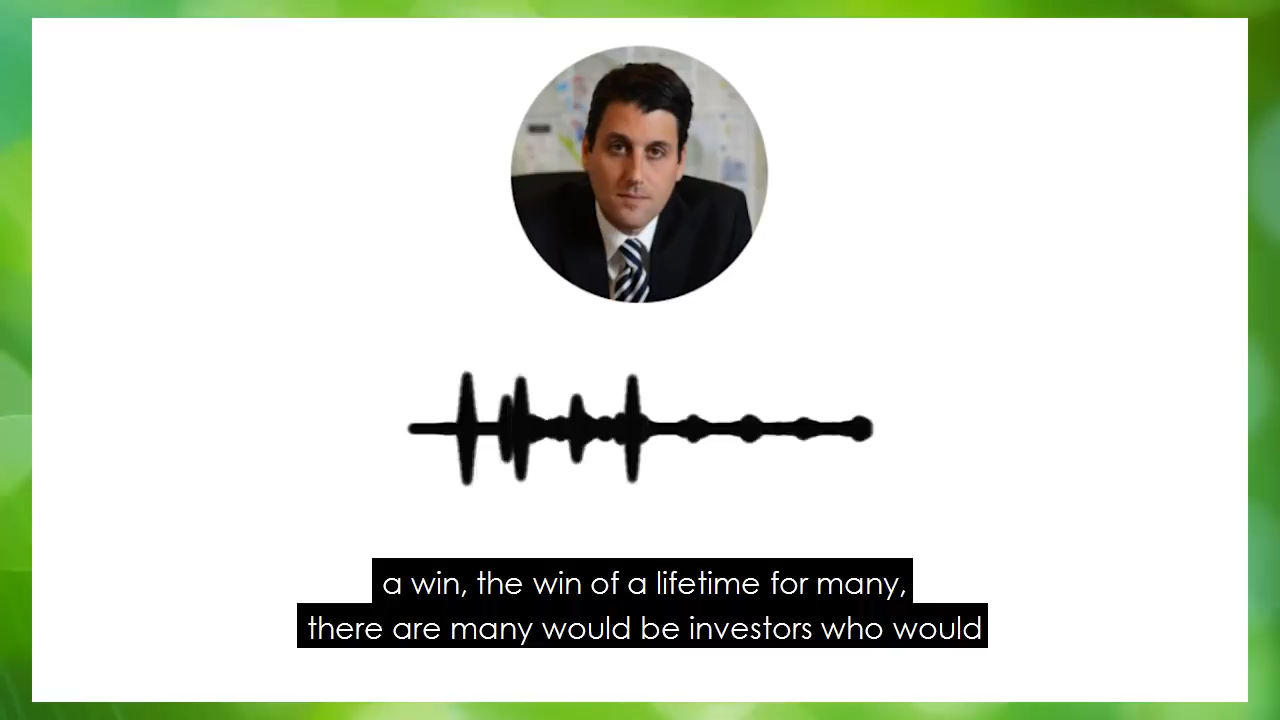 a win, the win of a lifetime for many,
there are many would be investors who would